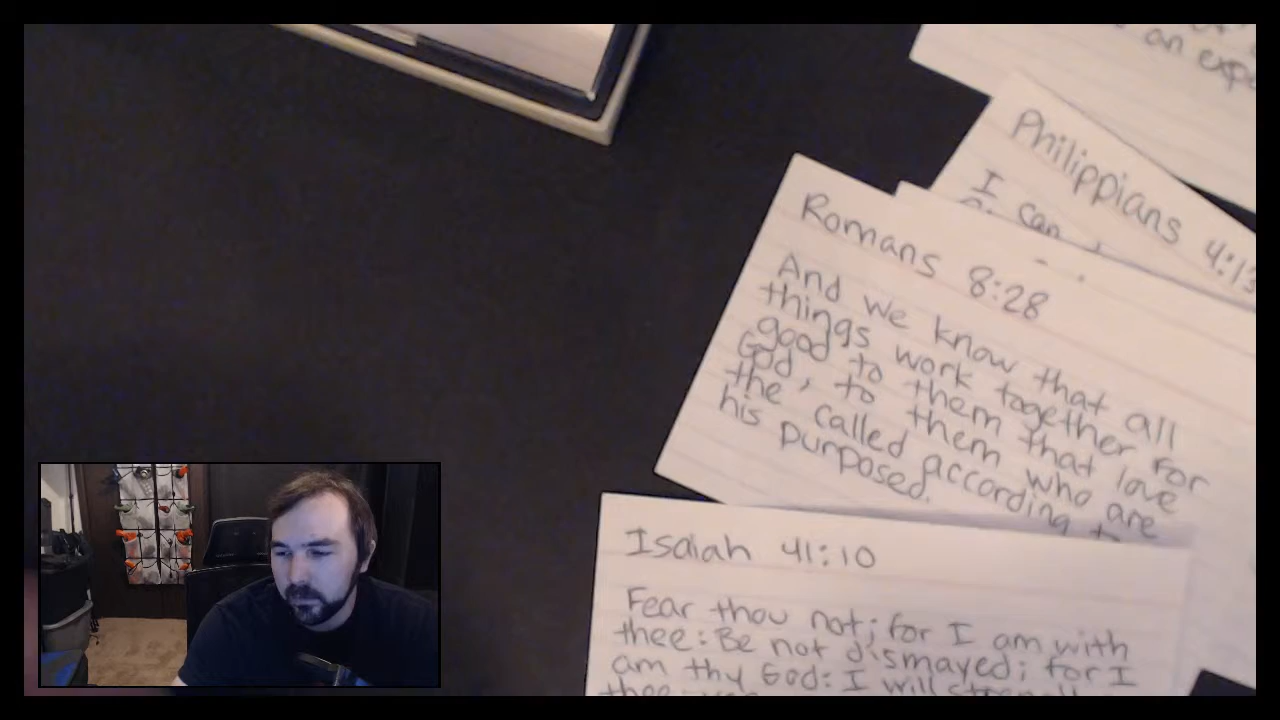 an
Philippians 4:13
I can
Romans 8:28
And we know that all
things work together for
good to them that love
God, to them who are
the called according to
his purposed.
Isaiah 41:10
Fear thou not; for I am with
thee: Be not dismayed; for I
am thy God: I will